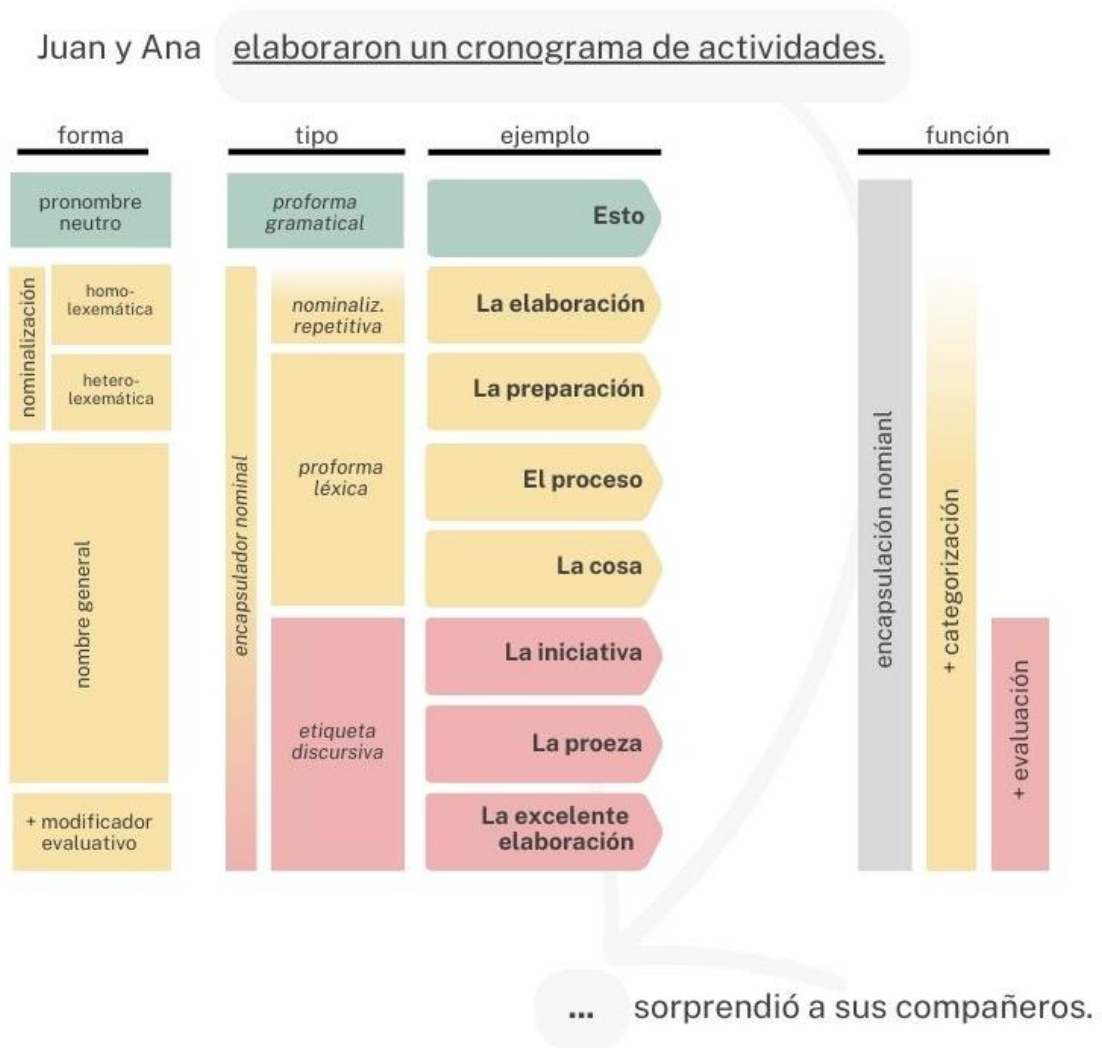 Juan y Ana elaboraron un cronograma de actividades.
forma tipo ejemplo función
pronombre
neutro
proforma
gramatical
Esto
nominalización
homo-
lexemática
nominaliz.
repetitiva
La elaboración
hetero-
lexemática
La preparación
encapsulador nominal
proforma
léxica
El proceso
La cosa
nombre general
etiqueta
discursiva
La iniciativa
La proeza
+ modificador
evaluativo
La excelente
elaboración
encapsulación nomianl
+ categorización
+ evaluación
... sorprendió a sus compañeros.